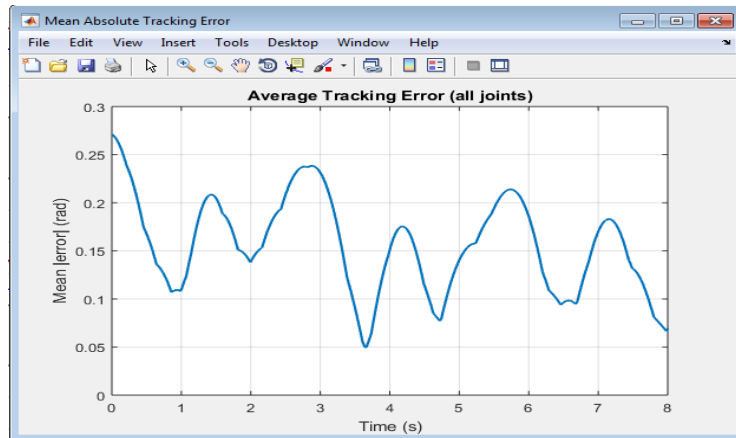 Mean Absolute Tracking Error
File Edit View Insert Tools Desktop Window Help
Average Tracking Error (all joints)
Mean |error| (rad)
0.3
0.25
0.2
0.15
0.1
0.05
0
0 1 2 3 4 5 6 7 8
Time (s)